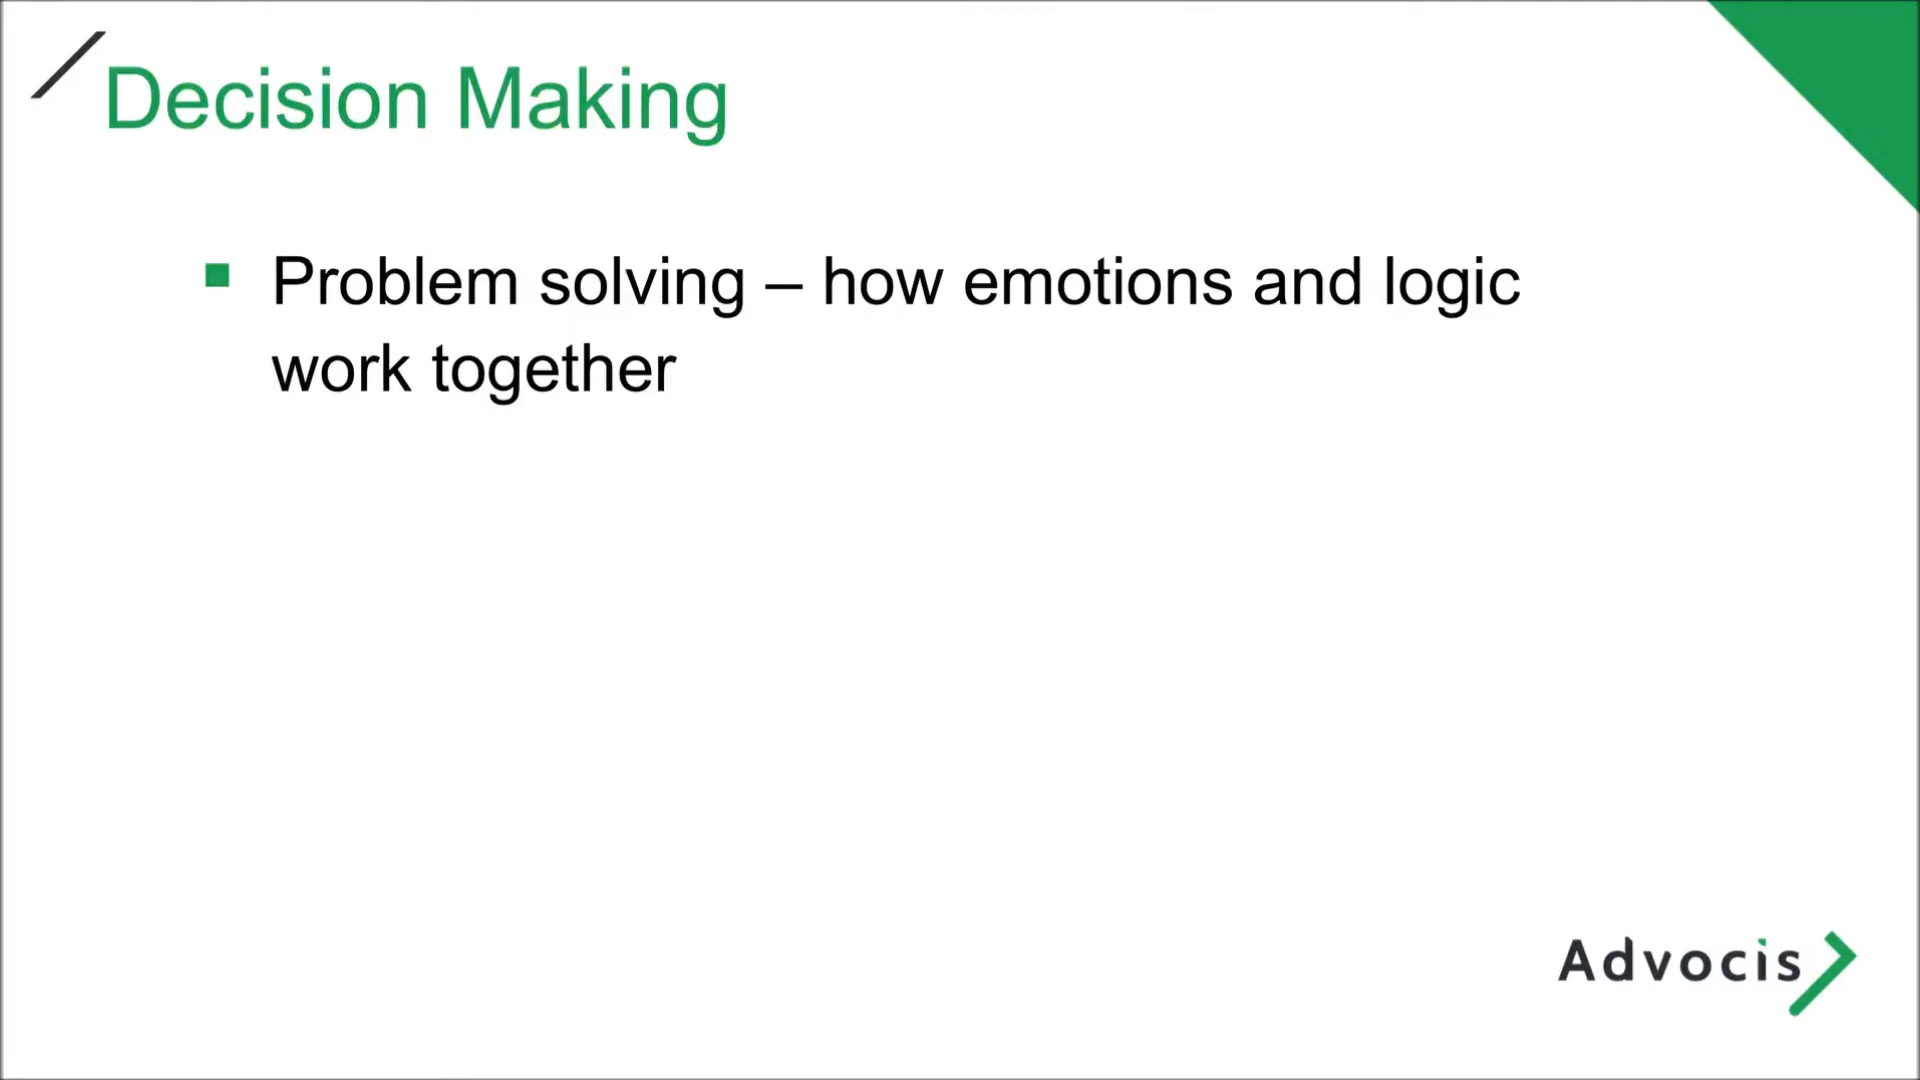 Decision Making
Problem solving – how emotions and logic
work together
Advocis